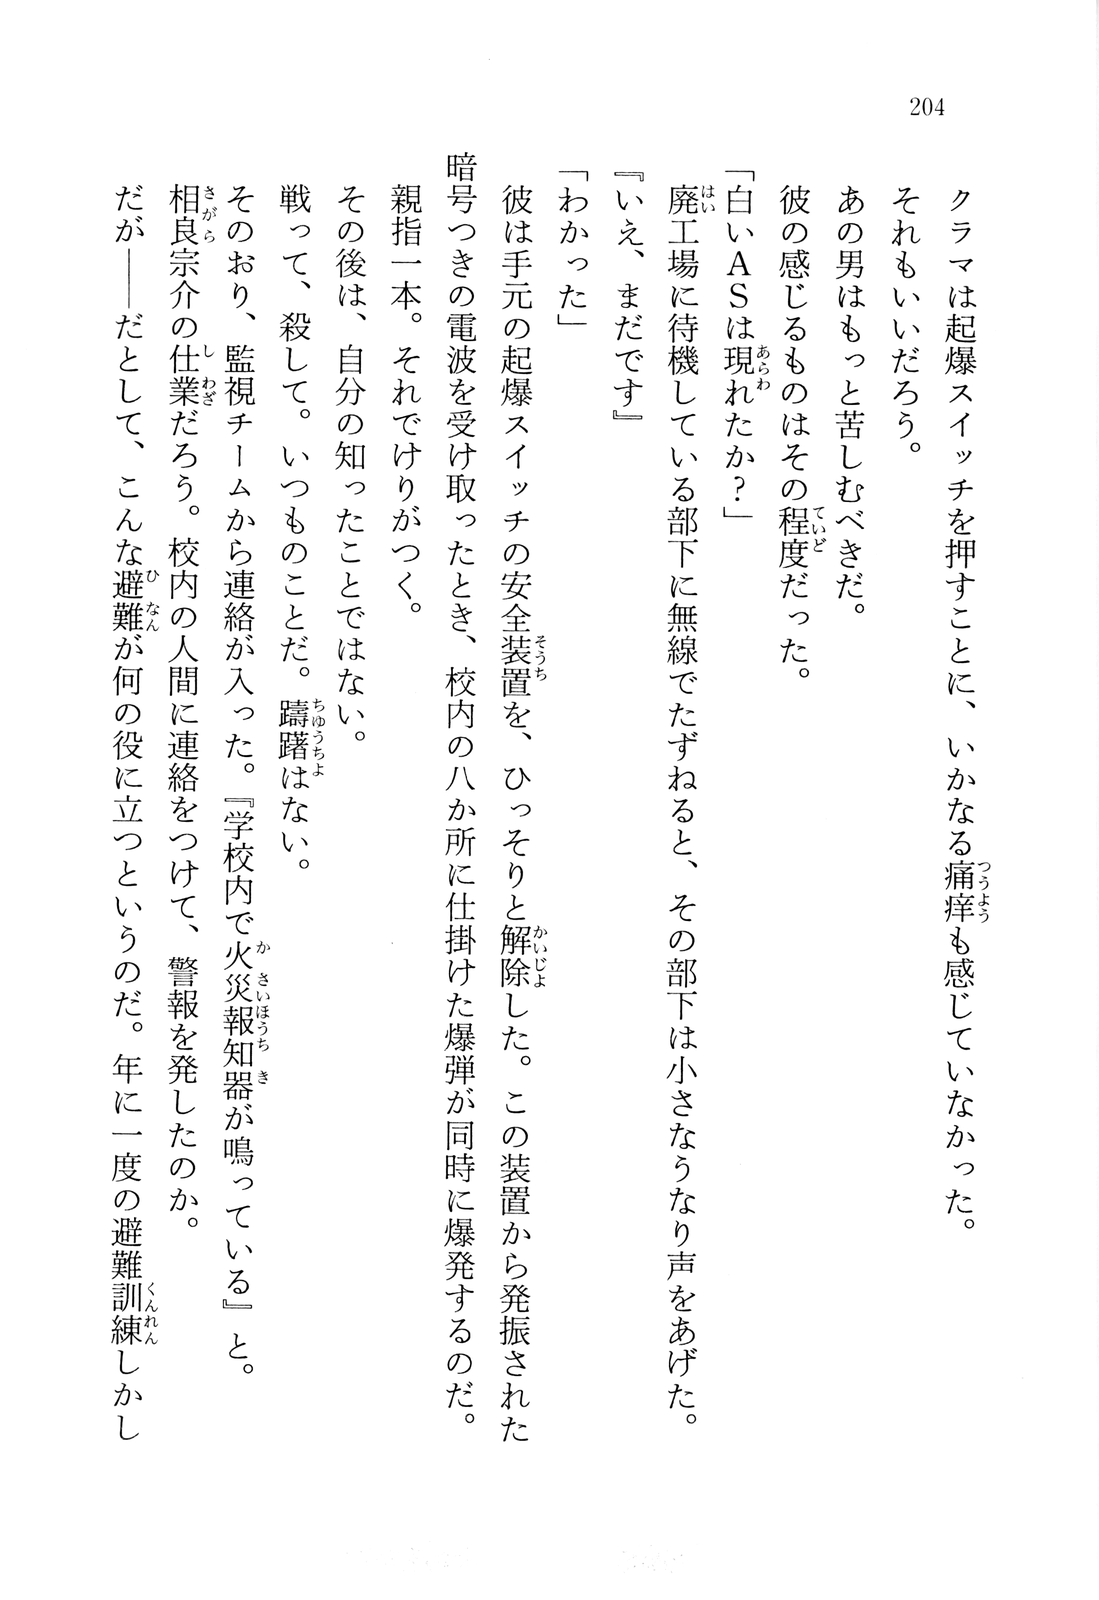 204
クラマは起爆スイッチを押すことに、いかなる痛痒も感じていなかった。
それもいいだろう。
あの男はもっと苦しむべきだ。
彼の感じるものはその程度だった。
「白いＡＳは現れたか？」
廃工場に待機している部下に無線でたずねると、その部下は小さなうなり声をあげた。
『いえ、まだです』
「わかった」
彼は手元の起爆スイッチの安全装置を、ひっそりと解除した。この装置から発振された
暗号つきの電波を受け取ったとき、校内の八か所に仕掛けた爆弾が同時に爆発するのだ。
親指一本。それでけりがつく。
その後は、自分の知ったことではない。
戦って、殺して。いつものことだ。躊躇はない。
そのおり、監視チームから連絡が入った。『学校内で火災報知器が鳴っている』と。
相良宗介の仕業だろう。校内の人間に連絡をつけて、警報を発したのか。
だが――だとして、こんな避難が何の役に立つというのだ。年に一度の避難訓練しかし